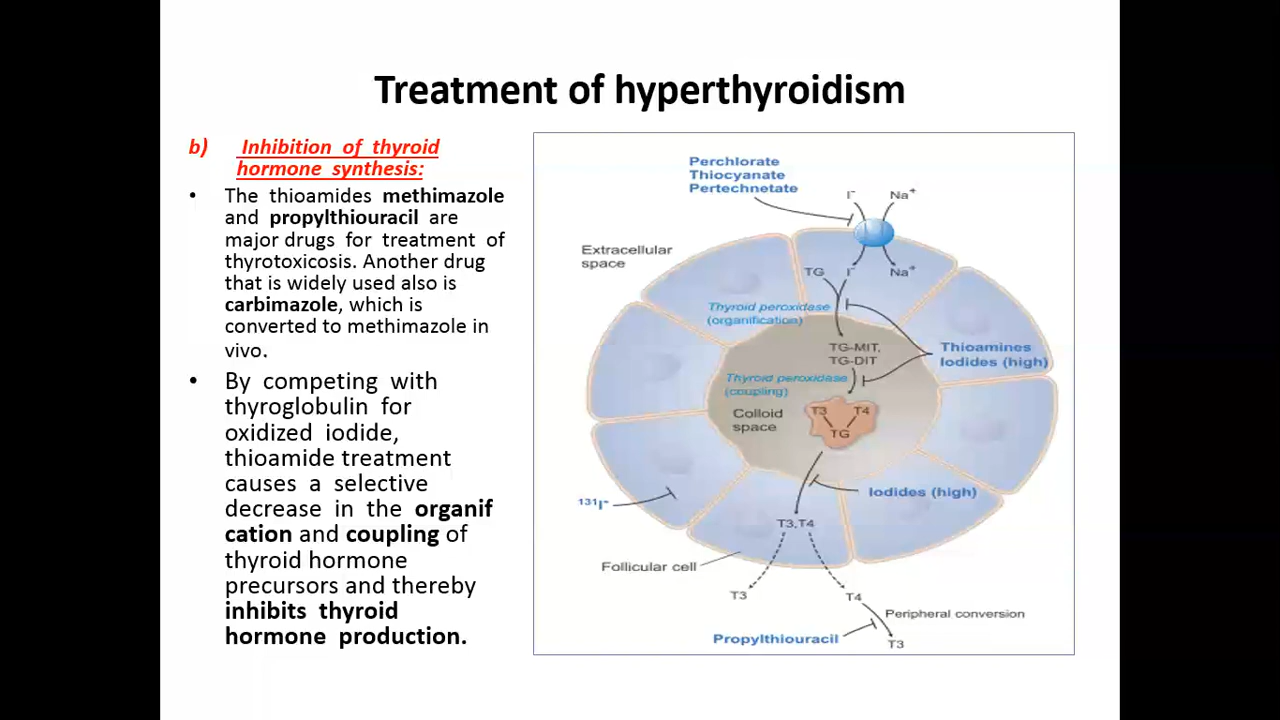 Treatment of hyperthyroidism
b) Inhibition of thyroid
hormone synthesis:
• The thioamides methimazole
and propylthiouracil are
major drugs for treatment of
thyrotoxicosis. Another drug
that is widely used also is
carbimazole, which is
converted to methimazole in
vivo.
• By competing with
thyroglobulin for
oxidized iodide,
thioamide treatment
causes a selective
decrease in the organif
cation and coupling of
thyroid hormone
precursors and thereby
inhibits thyroid
hormone production.
Perchlorate
Thiocyanate
Pertechnetate
I⁻ Na⁺
Extracellular
space
TG I⁻ Na⁺
Thyroid peroxidase
(organification)
TG-MIT,
TG-DIT
Thioamines
Iodides (high)
Thyroid peroxidase
(coupling)
Colloid
space
T3 T4
TG
Iodides (high)
¹³¹I⁻
T3,T4
Follicular cell
T3
T4
Peripheral conversion
Propylthiouracil
T3